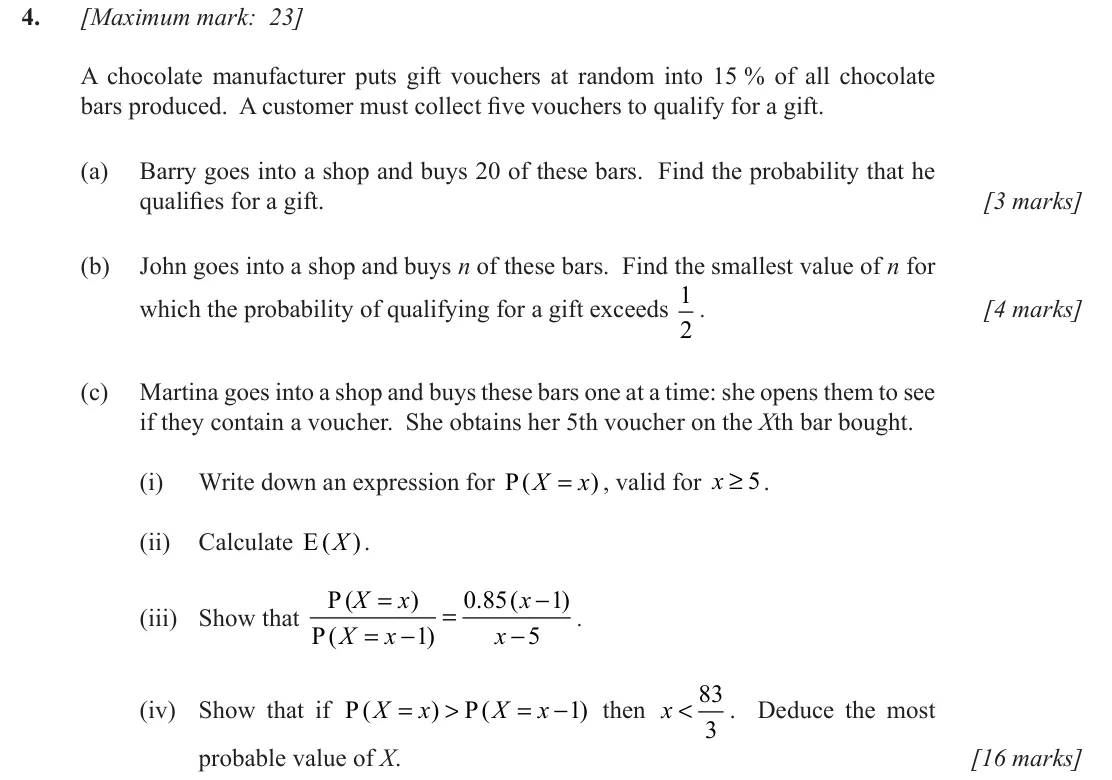 4. [Maximum mark: 23]
A chocolate manufacturer puts gift vouchers at random into 15 % of all chocolate
bars produced. A customer must collect five vouchers to qualify for a gift.
(a) Barry goes into a shop and buys 20 of these bars. Find the probability that he
qualifies for a gift. [3 marks]
(b) John goes into a shop and buys n of these bars. Find the smallest value of n for
which the probability of qualifying for a gift exceeds 1/2. [4 marks]
(c) Martina goes into a shop and buys these bars one at a time: she opens them to see
if they contain a voucher. She obtains her 5th voucher on the Xth bar bought.
(i) Write down an expression for P(X = x), valid for x ≥ 5.
(ii) Calculate E(X).
(iii) Show that P(X = x)/P(X = x−1) = 0.85(x−1)/x−5.
(iv) Show that if P(X = x) > P(X = x−1) then x < 83/3. Deduce the most
probable value of X. [16 marks]